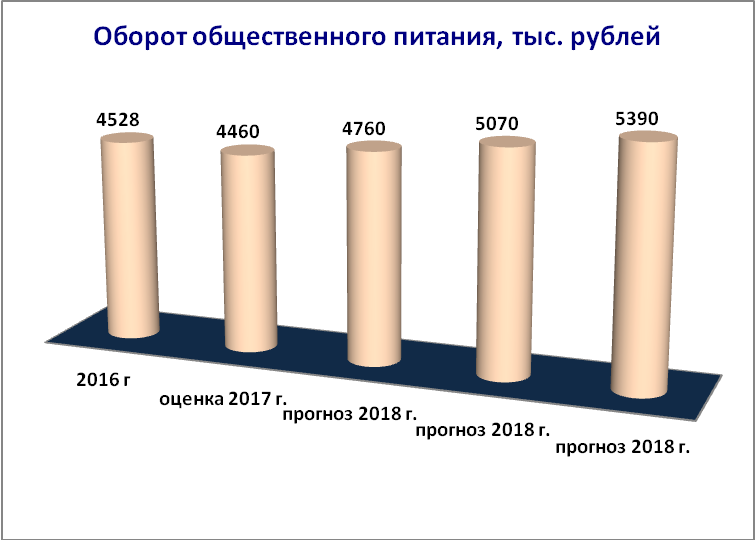 Оборот общественного питания, тыс. рублей
4528
4460
4760
5070
5390
2016 г
оценка 2017 г.
прогноз 2018 г.
прогноз 2018 г.
прогноз 2018 г.